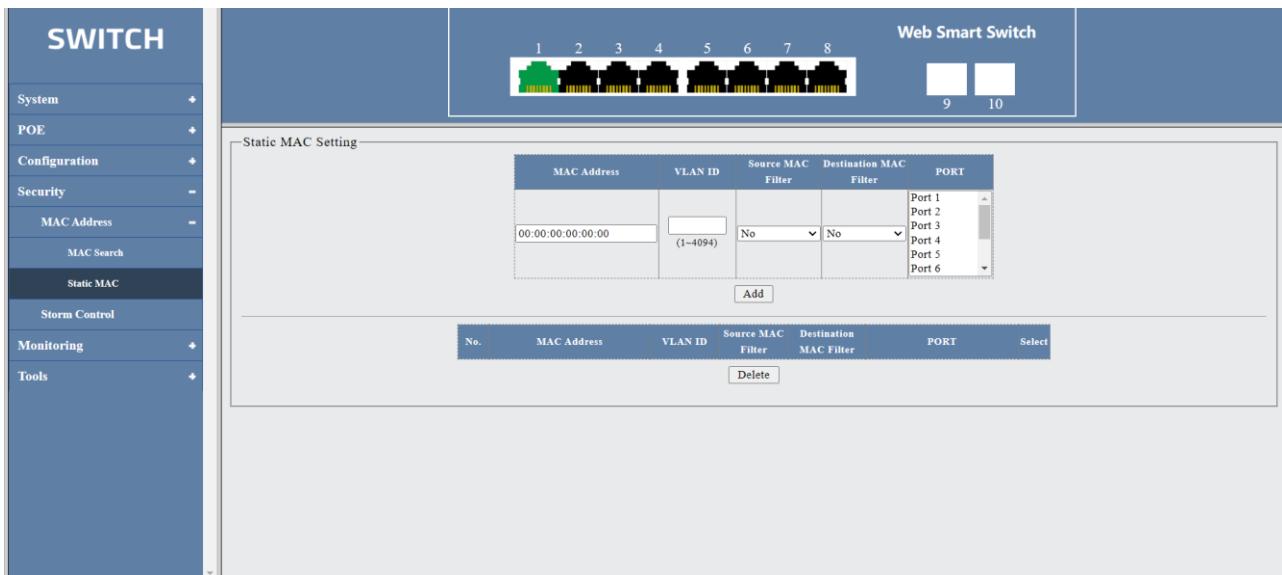 SWITCH
System
POE
Configuration
Security
MAC Address
MAC Search
Static MAC
Storm Control
Monitoring
Tools
Web Smart Switch
1 2 3 4 5 6 7 8
9 10
Static MAC Setting
MAC Address VLAN ID Source MAC Filter Destination MAC Filter PORT
00:00:00:00:00:00
(1~4094)
No
No
Port 1
Port 2
Port 3
Port 4
Port 5
Port 6
Add
No. MAC Address VLAN ID Source MAC Filter Destination MAC Filter PORT Select
Delete